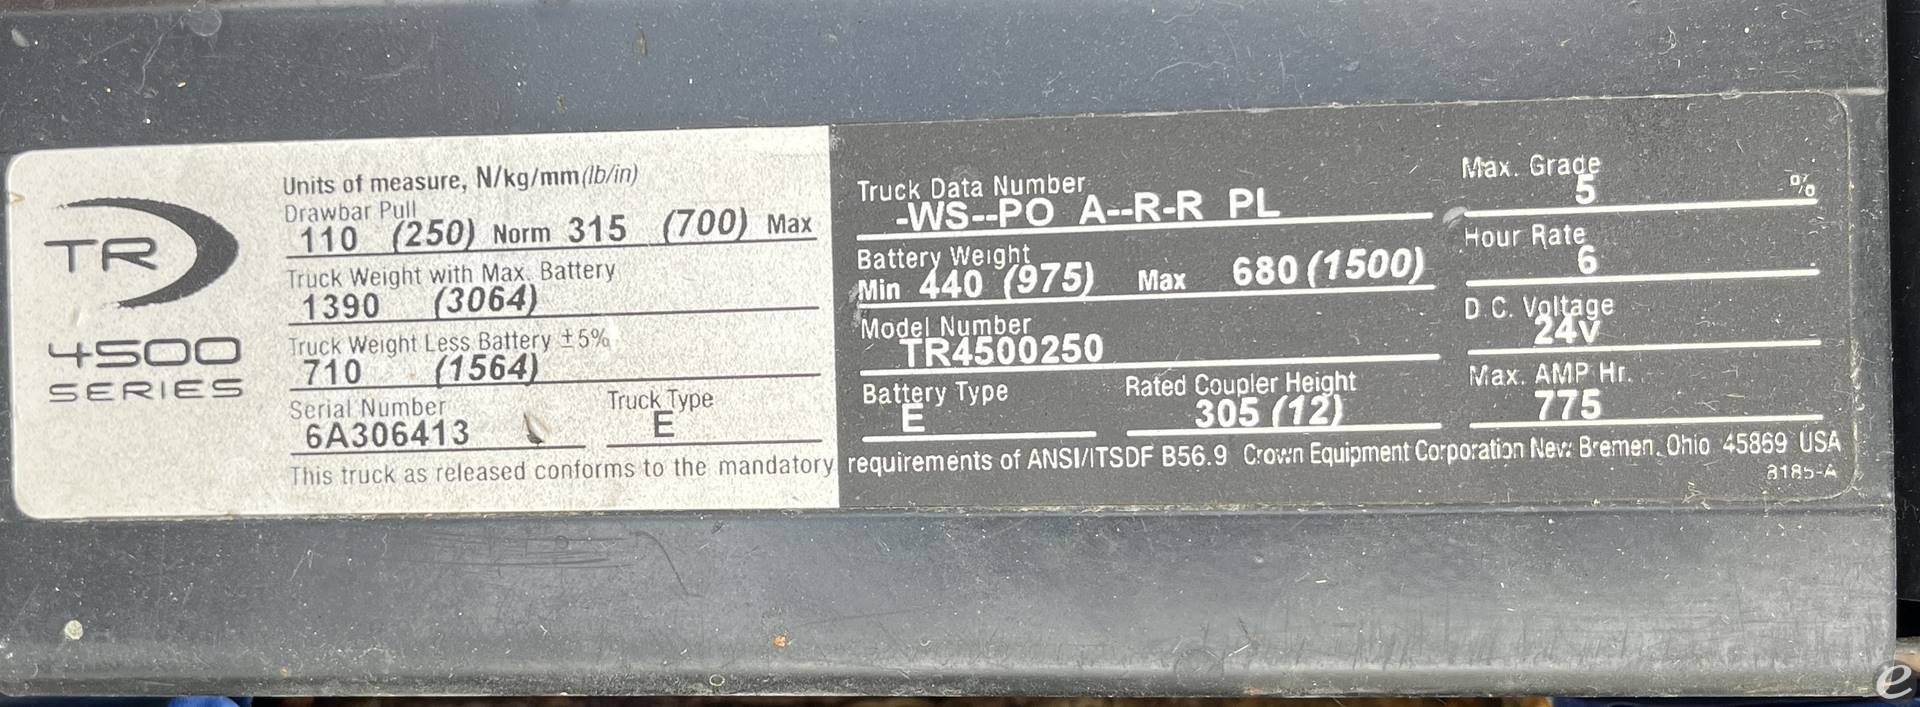 TR
4500
SERIES
Units of measure, N/kg/mm (lb/in)
Drawbar Pull
110 (250) Norm 315 (700) Max
Truck Weight with Max. Battery
1390 (3064)
Truck Weight Less Battery ±5%
710 (1564)
Serial Number
6A306413
Truck Type
E
Truck Data Number
-WS--PO A--R-R PL
Battery Weight
Min 440 (975) Max 680 (1500)
Model Number
TR4500250
Battery Type
E
Rated Coupler Height
305 (12)
Max. Grade
5 %
Hour Rate
6
D.C. Voltage
24V
Max. AMP Hr.
775
This truck as released conforms to the mandatory requirements of ANSI/ITSDF B56.9 Crown Equipment Corporation New Bremen, Ohio 45869 USA
8185-A
e